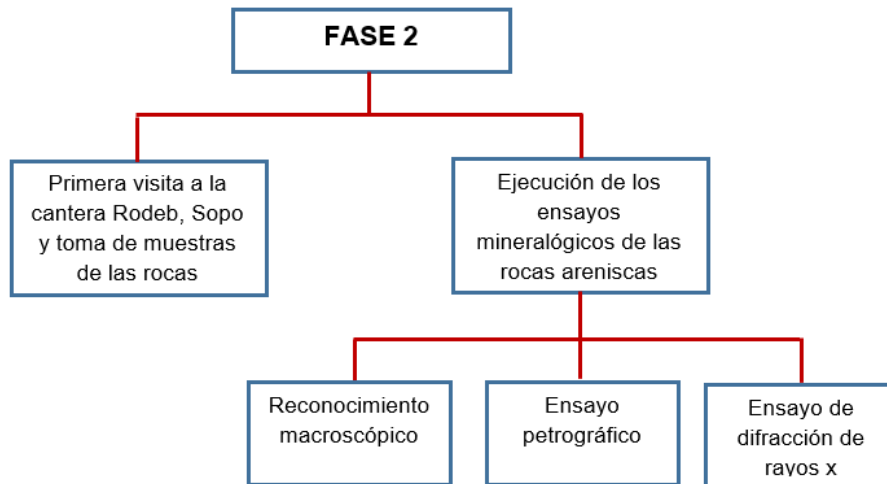 FASE 2
Primera visita a la
cantera Rodeb, Sopo
y toma de muestras
de las rocas
Ejecución de los
ensayos
mineralógicos de las
rocas areniscas
Reconocimiento
macroscópico
Ensayo
petrográfico
Ensayo de
difracción de
rayos x